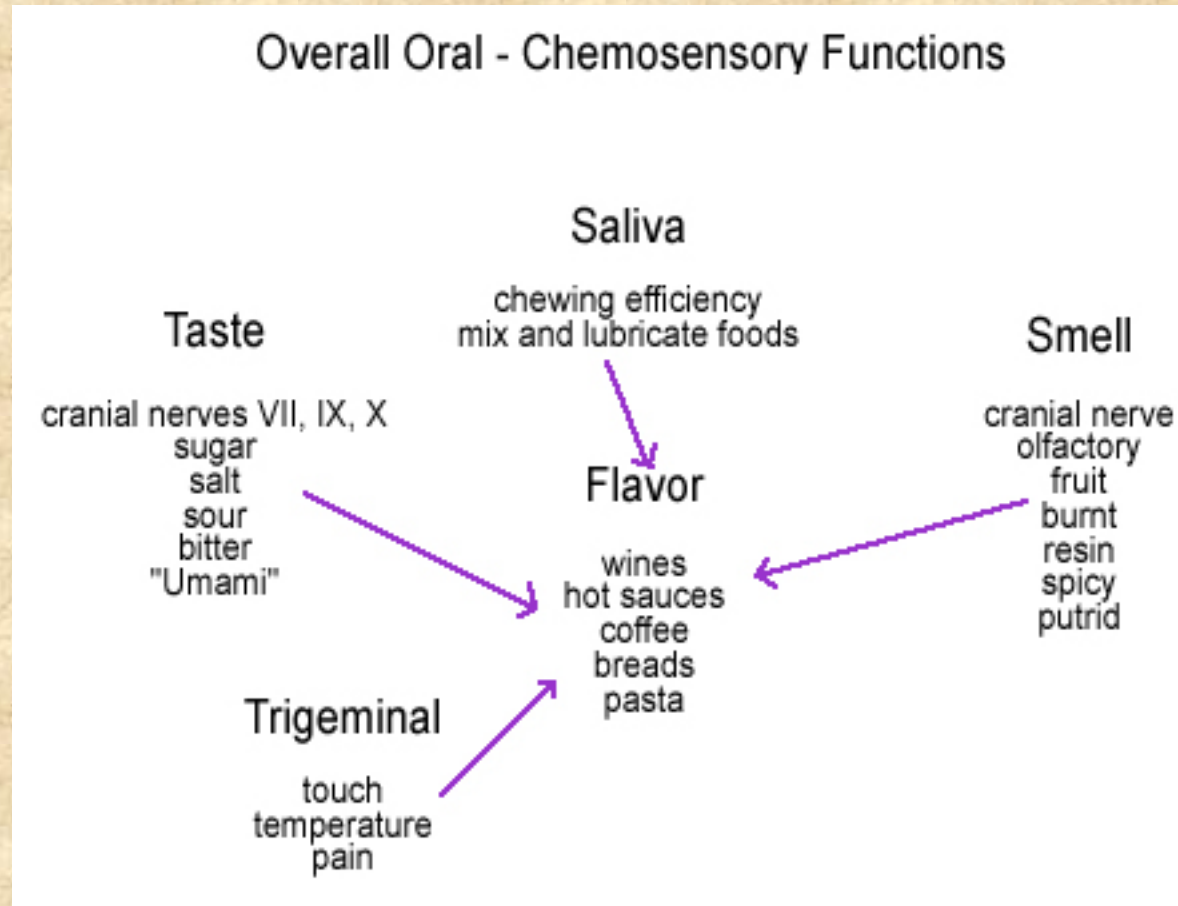 Overall Oral - Chemosensory Functions
Saliva
chewing efficiency
mix and lubricate foods
Taste
cranial nerves VII, IX, X
sugar
salt
sour
bitter
"Umami"
Smell
cranial nerve
olfactory
fruit
burnt
resin
spicy
putrid
Flavor
wines
hot sauces
coffee
breads
pasta
Trigeminal
touch
temperature
pain